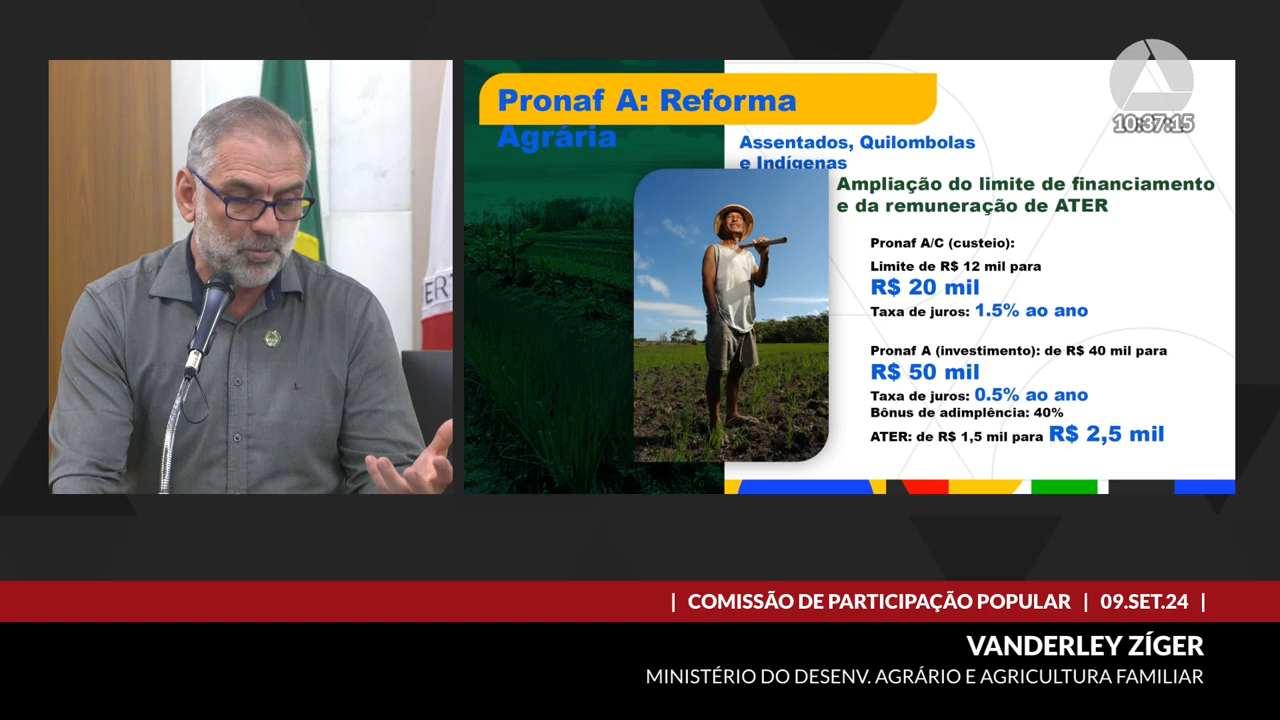 10:37:15
Pronaf A: Reforma
Agrária
Assentados, Quilombolas
e Indígenas
Ampliação do limite de financiamento
e da remuneração de ATER
Pronaf A/C (custeio):
Limite de R$ 12 mil para
R$ 20 mil
Taxa de juros: 1.5% ao ano
Pronaf A (investimento): de R$ 40 mil para
R$ 50 mil
Taxa de juros: 0.5% ao ano
Bônus de adimplência: 40%
ATER: de R$ 1,5 mil para R$ 2,5 mil
ERT
| COMISSÃO DE PARTICIPAÇÃO POPULAR | 09.SET.24 |
VANDERLEY ZÍGER
MINISTÉRIO DO DESENV. AGRÁRIO E AGRICULTURA FAMILIAR